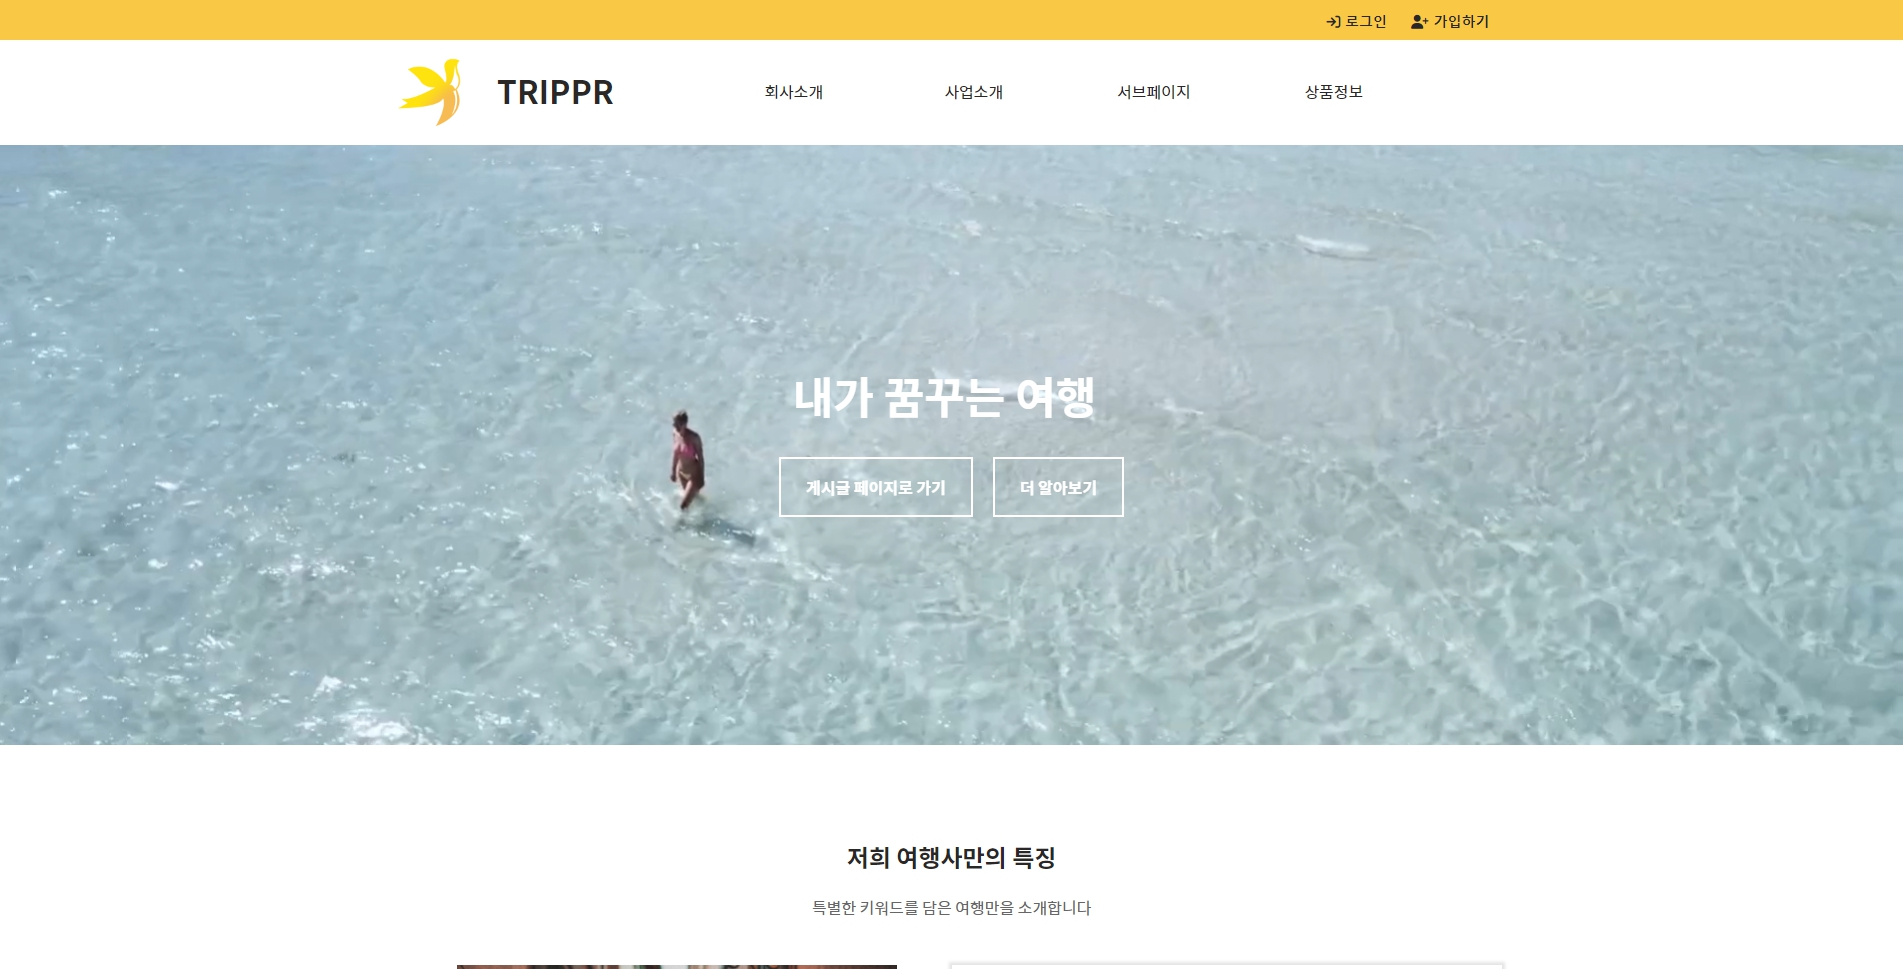 로그인 가입하기
TRIPPR 회사소개 사업소개 서브페이지 상품정보
내가 꿈꾸는 여행
게시글 페이지로 가기 더 알아보기
저희 여행사만의 특징
특별한 키워드를 담은 여행만을 소개합니다